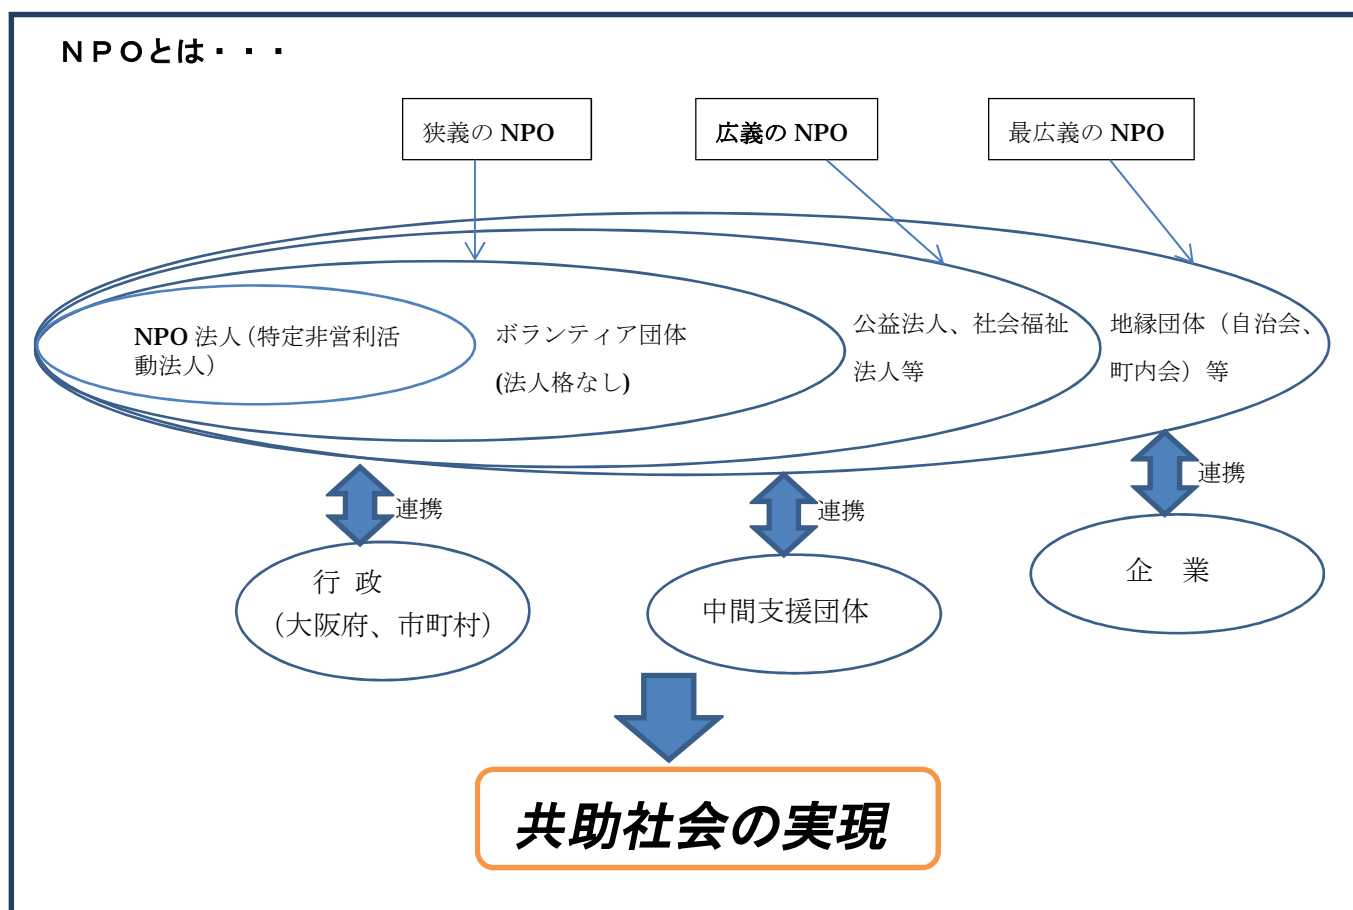 ＮＰＯとは・・・
狭義の NPO
広義の NPO
最広義の NPO
NPO 法人（特定非営利活
動法人）
ボランティア団体
(法人格なし)
公益法人、社会福祉
法人等
地縁団体（自治会、
町内会）等
連携
連携
連携
行 政
（大阪府、市町村）
中間支援団体
企　業
共助社会の実現